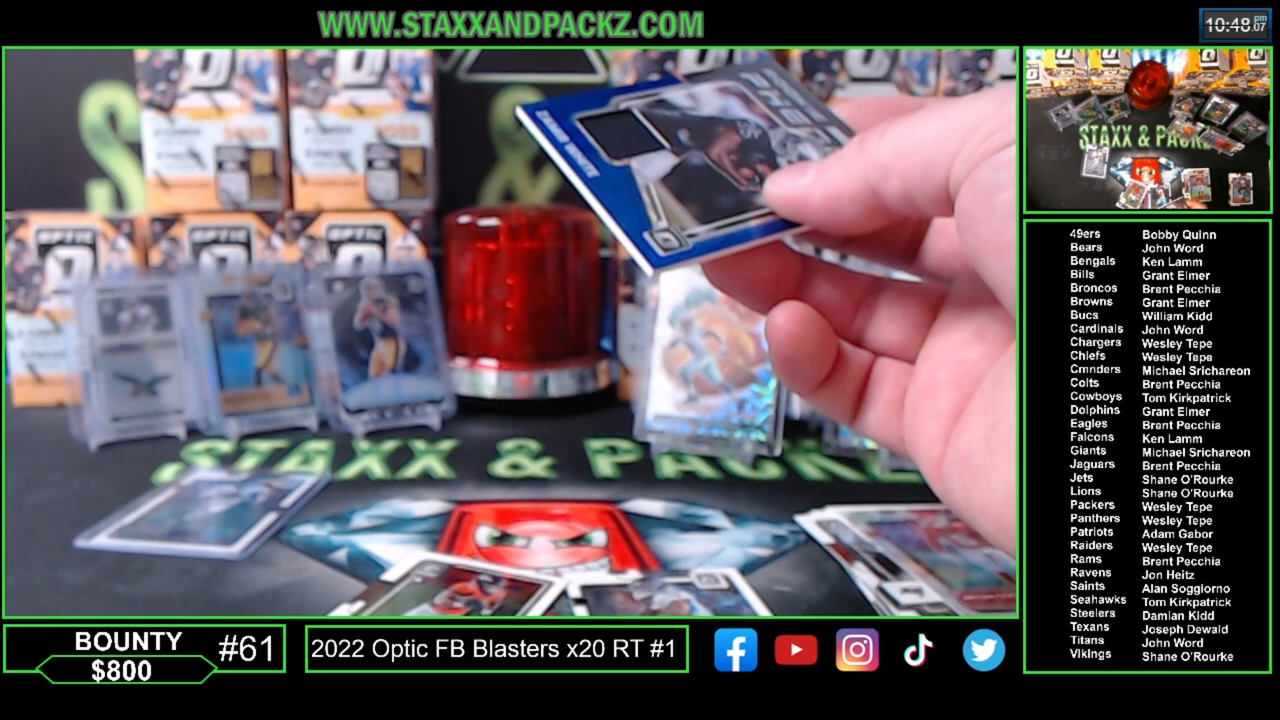 WWW.STAXXANDPACKZ.COM
10:48 pm
07
STAXX & PACKZ
OPTIC
STAXX & PACKZ
49ers Bobby Quinn
Bears John Word
Bengals Ken Lamm
Bills Grant Elmer
Broncos Brent Pecchia
Browns Grant Elmer
Bucs William Kidd
Cardinals John Word
Chargers Wesley Tepe
Chiefs Wesley Tepe
Cmnders Michael Srichareon
Colts Brent Pecchia
Cowboys Tom Kirkpatrick
Dolphins Grant Elmer
Eagles Brent Pecchia
Falcons Ken Lamm
Giants Michael Srichareon
Jaguars Brent Pecchia
Jets Shane O'Rourke
Lions Shane O'Rourke
Packers Wesley Tepe
Panthers Wesley Tepe
Patriots Adam Gabor
Raiders Wesley Tepe
Rams Brent Pecchia
Ravens Jon Heitz
Saints Alan Soggiorno
Seahawks Tom Kirkpatrick
Steelers Damian Kidd
Texans Joseph Dewald
Titans John Word
Vikings Shane O'Rourke
BOUNTY
$800
#61
2022 Optic FB Blasters x20 RT #1